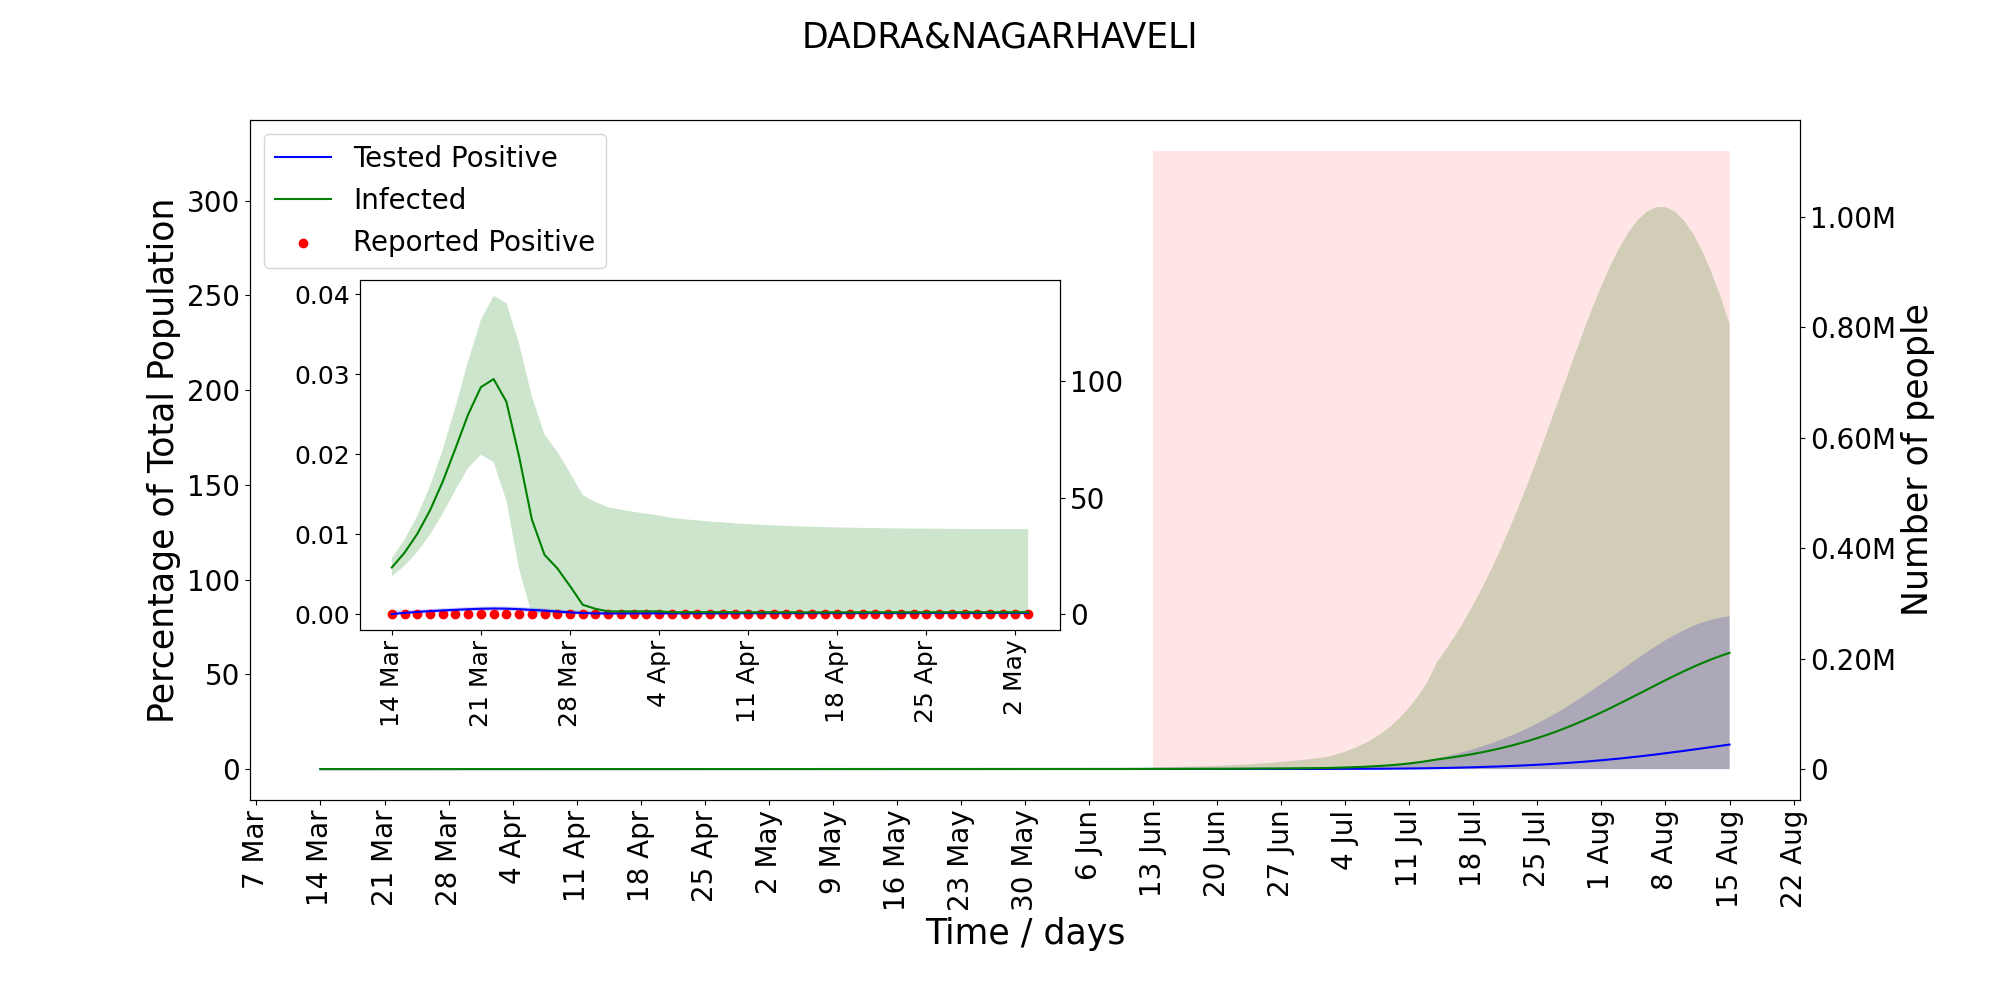 DADRA&NAGARHAVELI
Tested Positive
Infected
Reported Positive
Percentage of Total Population
300
250
200
150
100
50
0
0.04
0.03
0.02
0.01
0.00
100
50
0
14 Mar
21 Mar
28 Mar
4 Apr
11 Apr
18 Apr
25 Apr
2 May
1.00M
0.80M
0.60M
0.40M
0.20M
0
Number of people
7 Mar
14 Mar
21 Mar
28 Mar
4 Apr
11 Apr
18 Apr
25 Apr
2 May
9 May
16 May
23 May
30 May
6 Jun
13 Jun
20 Jun
27 Jun
4 Jul
11 Jul
18 Jul
25 Jul
1 Aug
8 Aug
15 Aug
22 Aug
Time / days